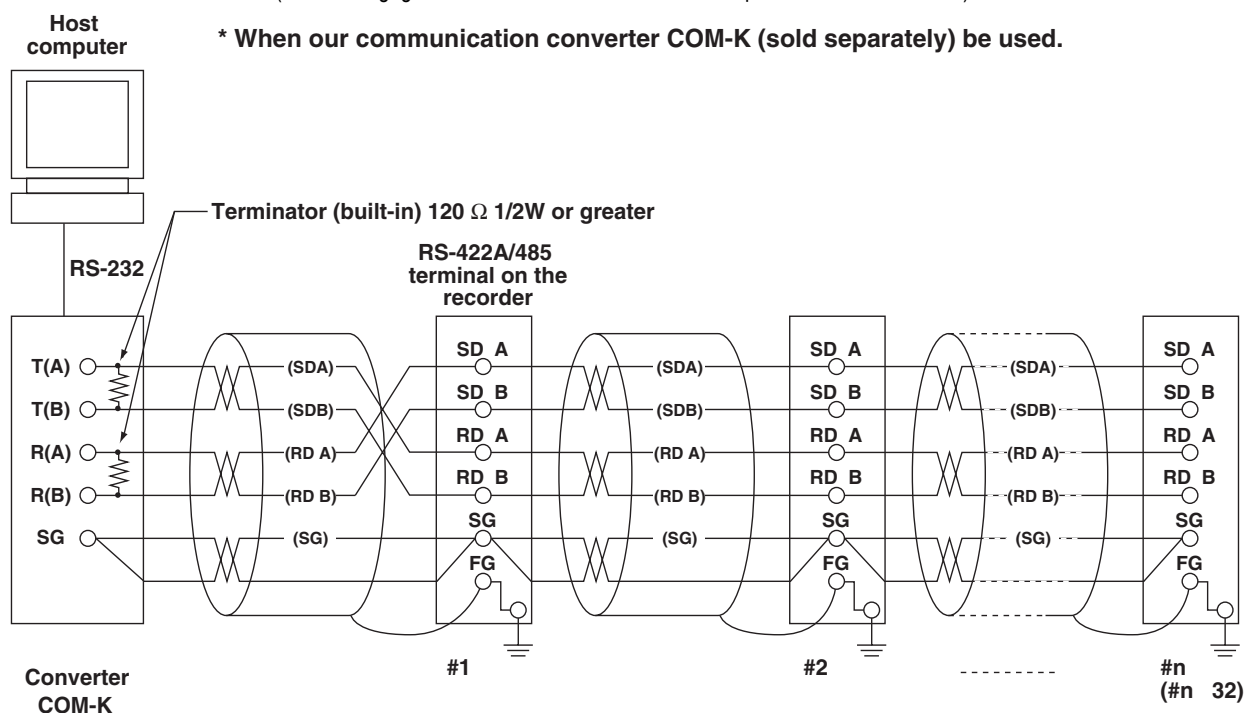 Host
computer
* When our communication converter COM-K (sold separately) be used.
Terminator (built-in) 120 Ω 1/2W or greater
RS-232
RS-422A/485
terminal on the
recorder
T(A)
T(B)
R(A)
R(B)
SG
(SDA)
(SDB)
(RD A)
(RD B)
(SG)
SD A
SD B
RD A
RD B
SG
FG
(SDA)
(SDB)
(RD A)
(RD B)
(SG)
SD A
SD B
RD A
RD B
SG
FG
(SDA)
(SDB)
(RD A)
(RD B)
(SG)
SD A
SD B
RD A
RD B
SG
FG
Converter
COM-K
#1
#2
#n
(#n 32)